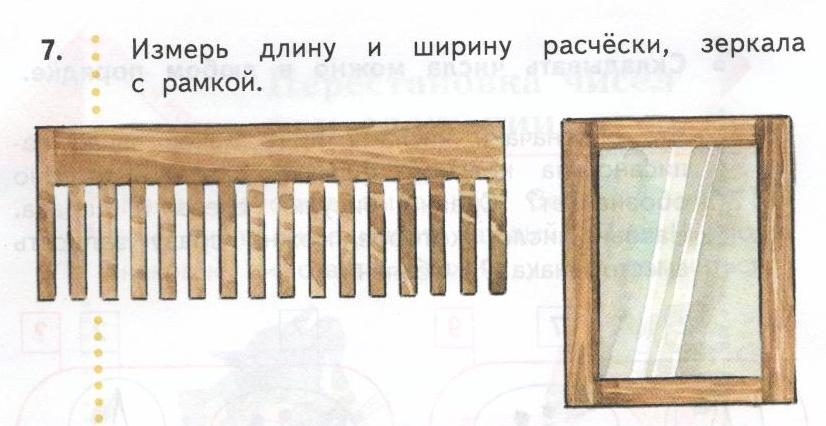 7. Измерь длину и ширину расчёски, зеркала
с рамкой.